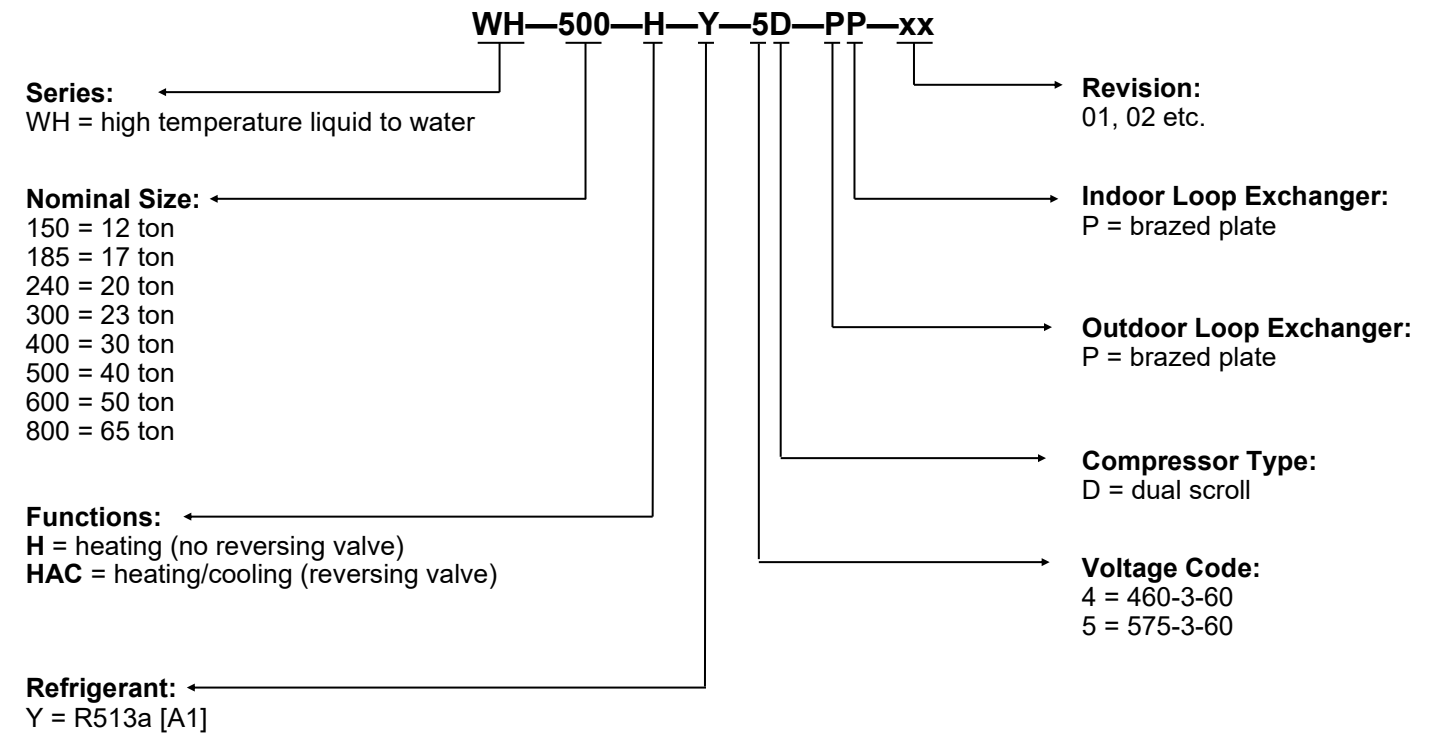 WH—500—H—Y—5D—PP—xx
Series:
WH = high temperature liquid to water
Nominal Size:
150 = 12 ton
185 = 17 ton
240 = 20 ton
300 = 23 ton
400 = 30 ton
500 = 40 ton
600 = 50 ton
800 = 65 ton
Functions:
H = heating (no reversing valve)
HAC = heating/cooling (reversing valve)
Refrigerant:
Y = R513a [A1]
Revision:
01, 02 etc.
Indoor Loop Exchanger:
P = brazed plate
Outdoor Loop Exchanger:
P = brazed plate
Compressor Type:
D = dual scroll
Voltage Code:
4 = 460-3-60
5 = 575-3-60